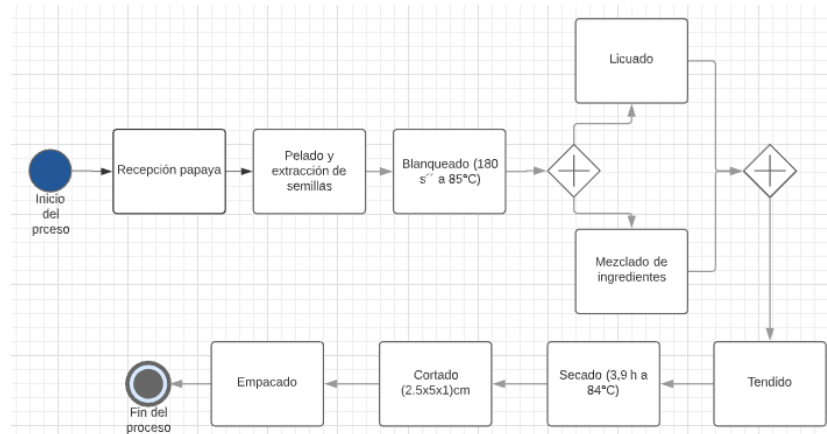 Licuado
Inicio
del
prceso
Recepción papaya
Pelado y
extracción de
semillas
Blanqueado (180
s´´ a 85°C)
Mezclado de
ingredientes
Tendido
Secado (3,9 h a
84°C)
Cortado
(2.5x5x1)cm
Empacado
Fin del
proceso